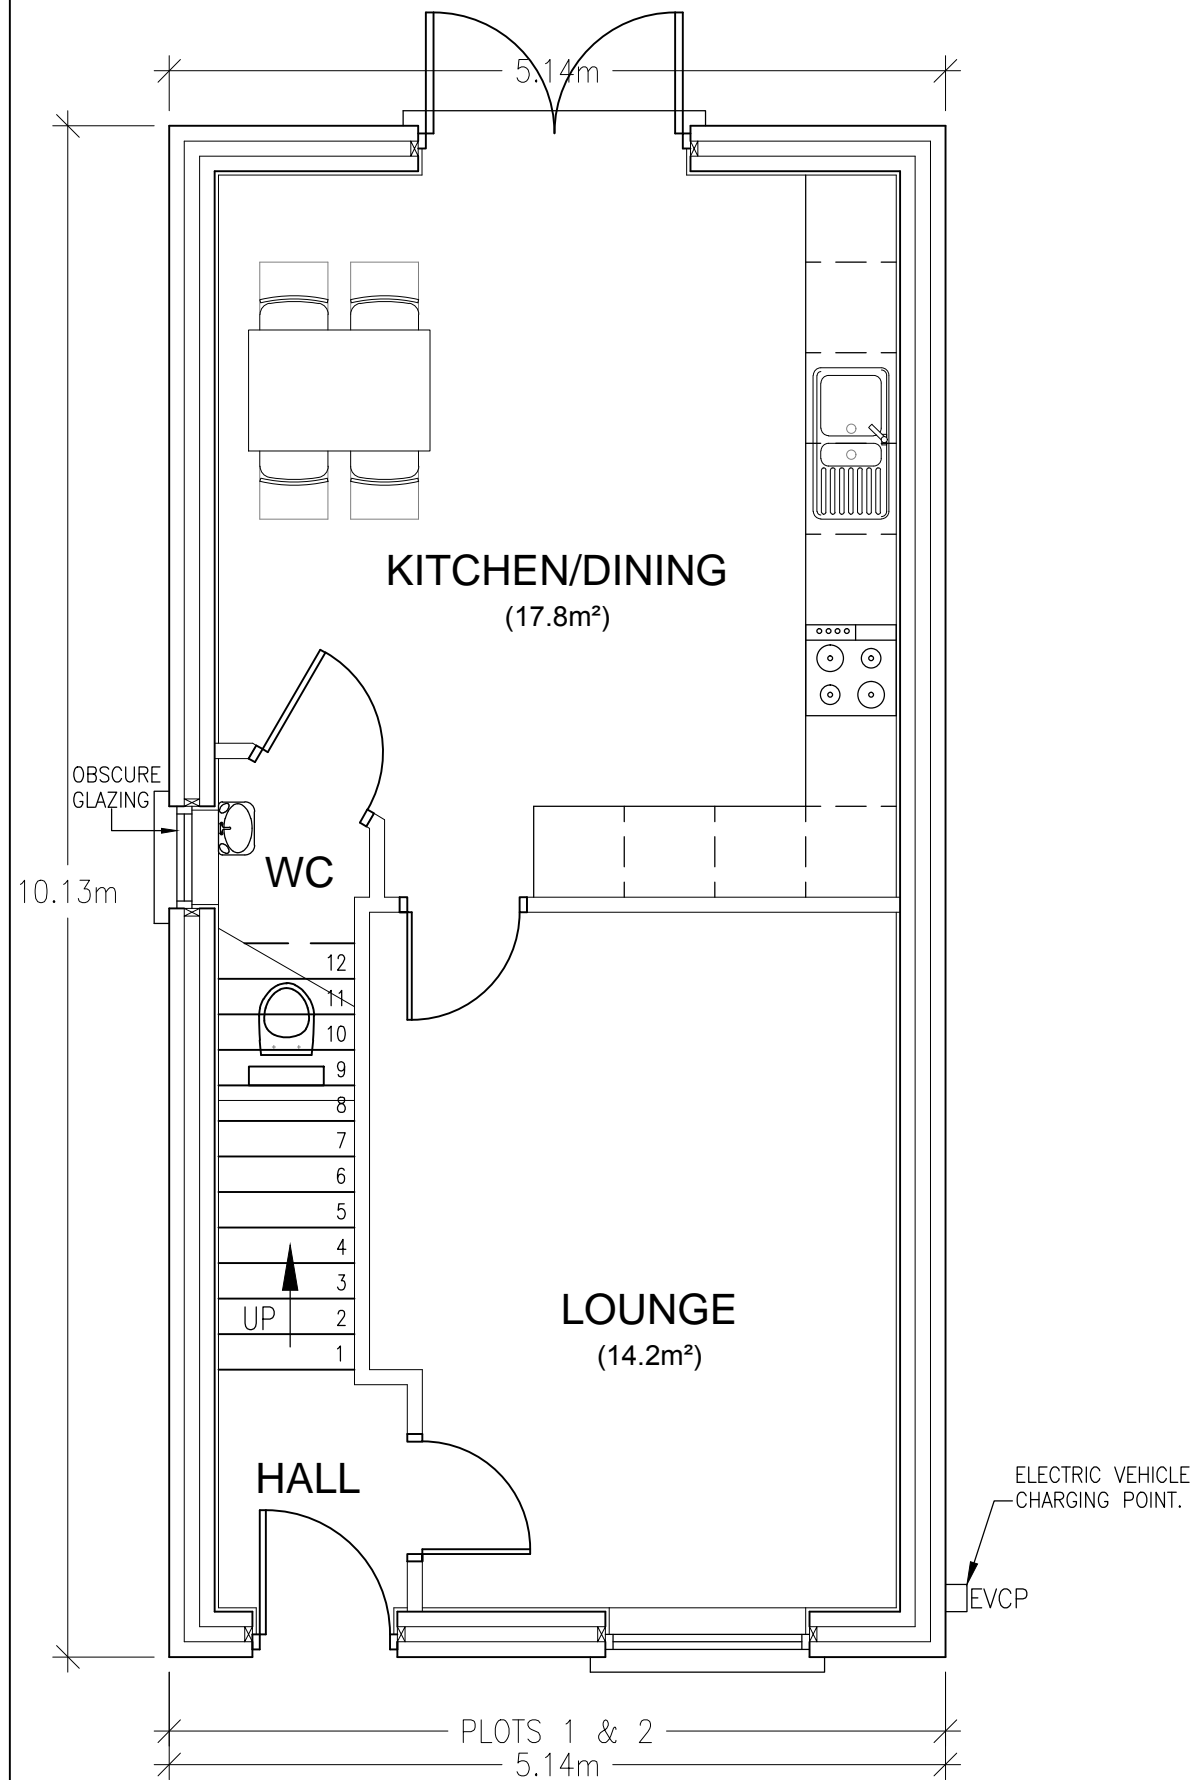 5.14m
KITCHEN/DINING
(17.8m²)
OBSCURE
GLAZING
WC
10.13m
12
11
10
9
8
7
6
5
4
3
2
1
UP
LOUNGE
(14.2m²)
HALL
ELECTRIC VEHICLE
CHARGING POINT.
EVCP
PLOTS 1 & 2
5.14m